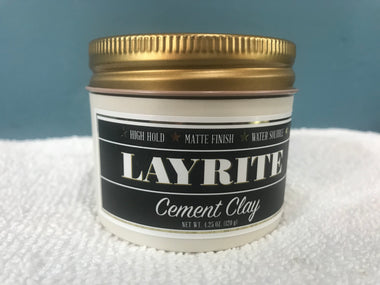 HIGH HOLD ★ MATTE FINISH ★ WATER SOLUBLE
LAYRITE
Cement Clay
NET WT. 4.25 OZ. (120 g)